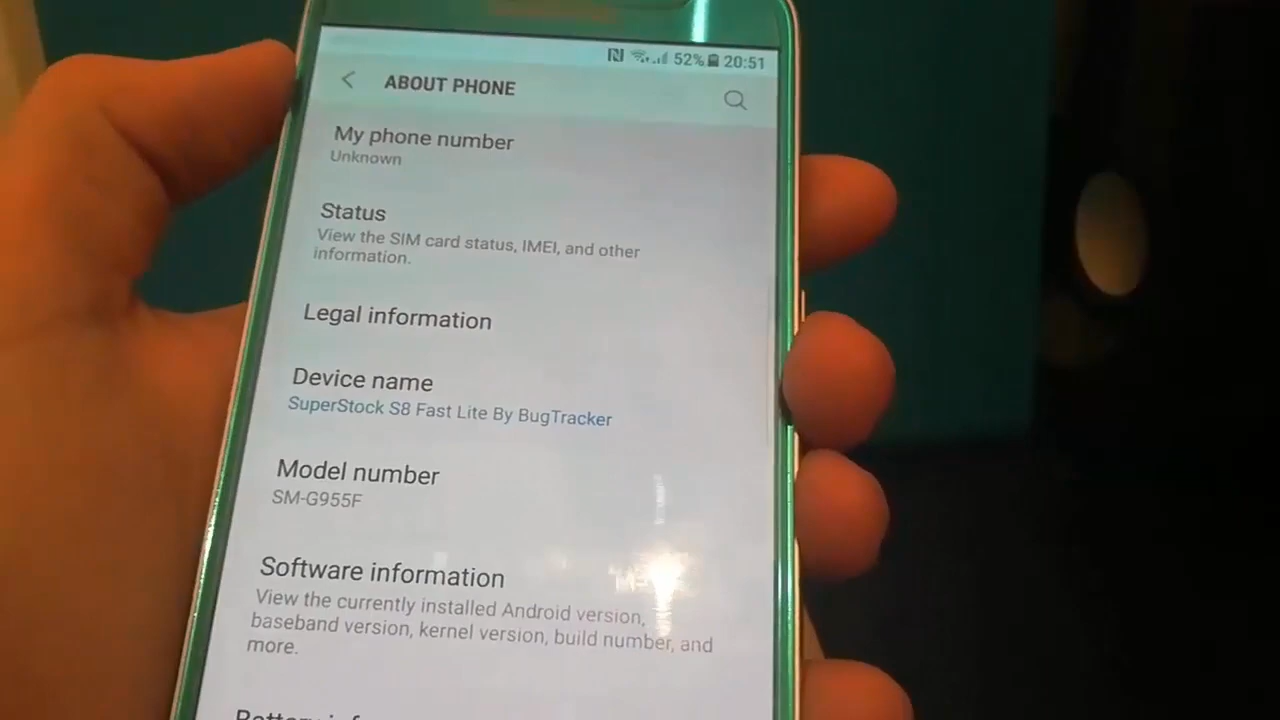 52% 20:51
ABOUT PHONE
My phone number
Unknown
Status
View the SIM card status, IMEI, and other
information.
Legal information
Device name
SuperStock S8 Fast Lite By BugTracker
Model number
SM-G955F
Software information
View the currently installed Android version,
baseband version, kernel version, build number, and
more.